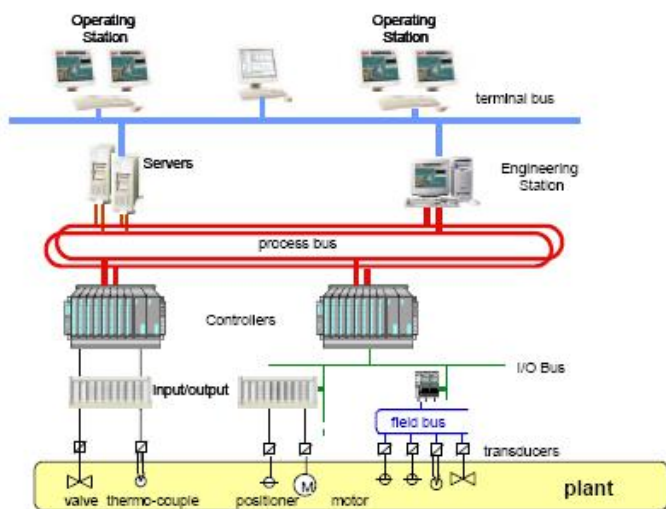 Operating
Station
Operating
Station
terminal bus
Servers
Engineering
Station
process bus
Controllers
I/O Bus
Input/output
field bus
transducers
valve
thermo-couple
positioner
M
motor
plant